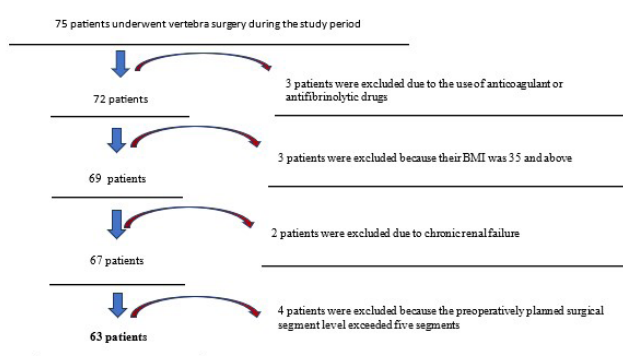 75 patients underwent vertebra surgery during the study period
3 patients were excluded due to the use of anticoagulant or
antifibrinolytic drugs
72 patients
3 patients were excluded because their BMI was 35 and above
69 patients
2 patients were excluded due to chronic renal failure
67 patients
4 patients were excluded because the preoperatively planned surgical
segment level exceeded five segments
63 patients